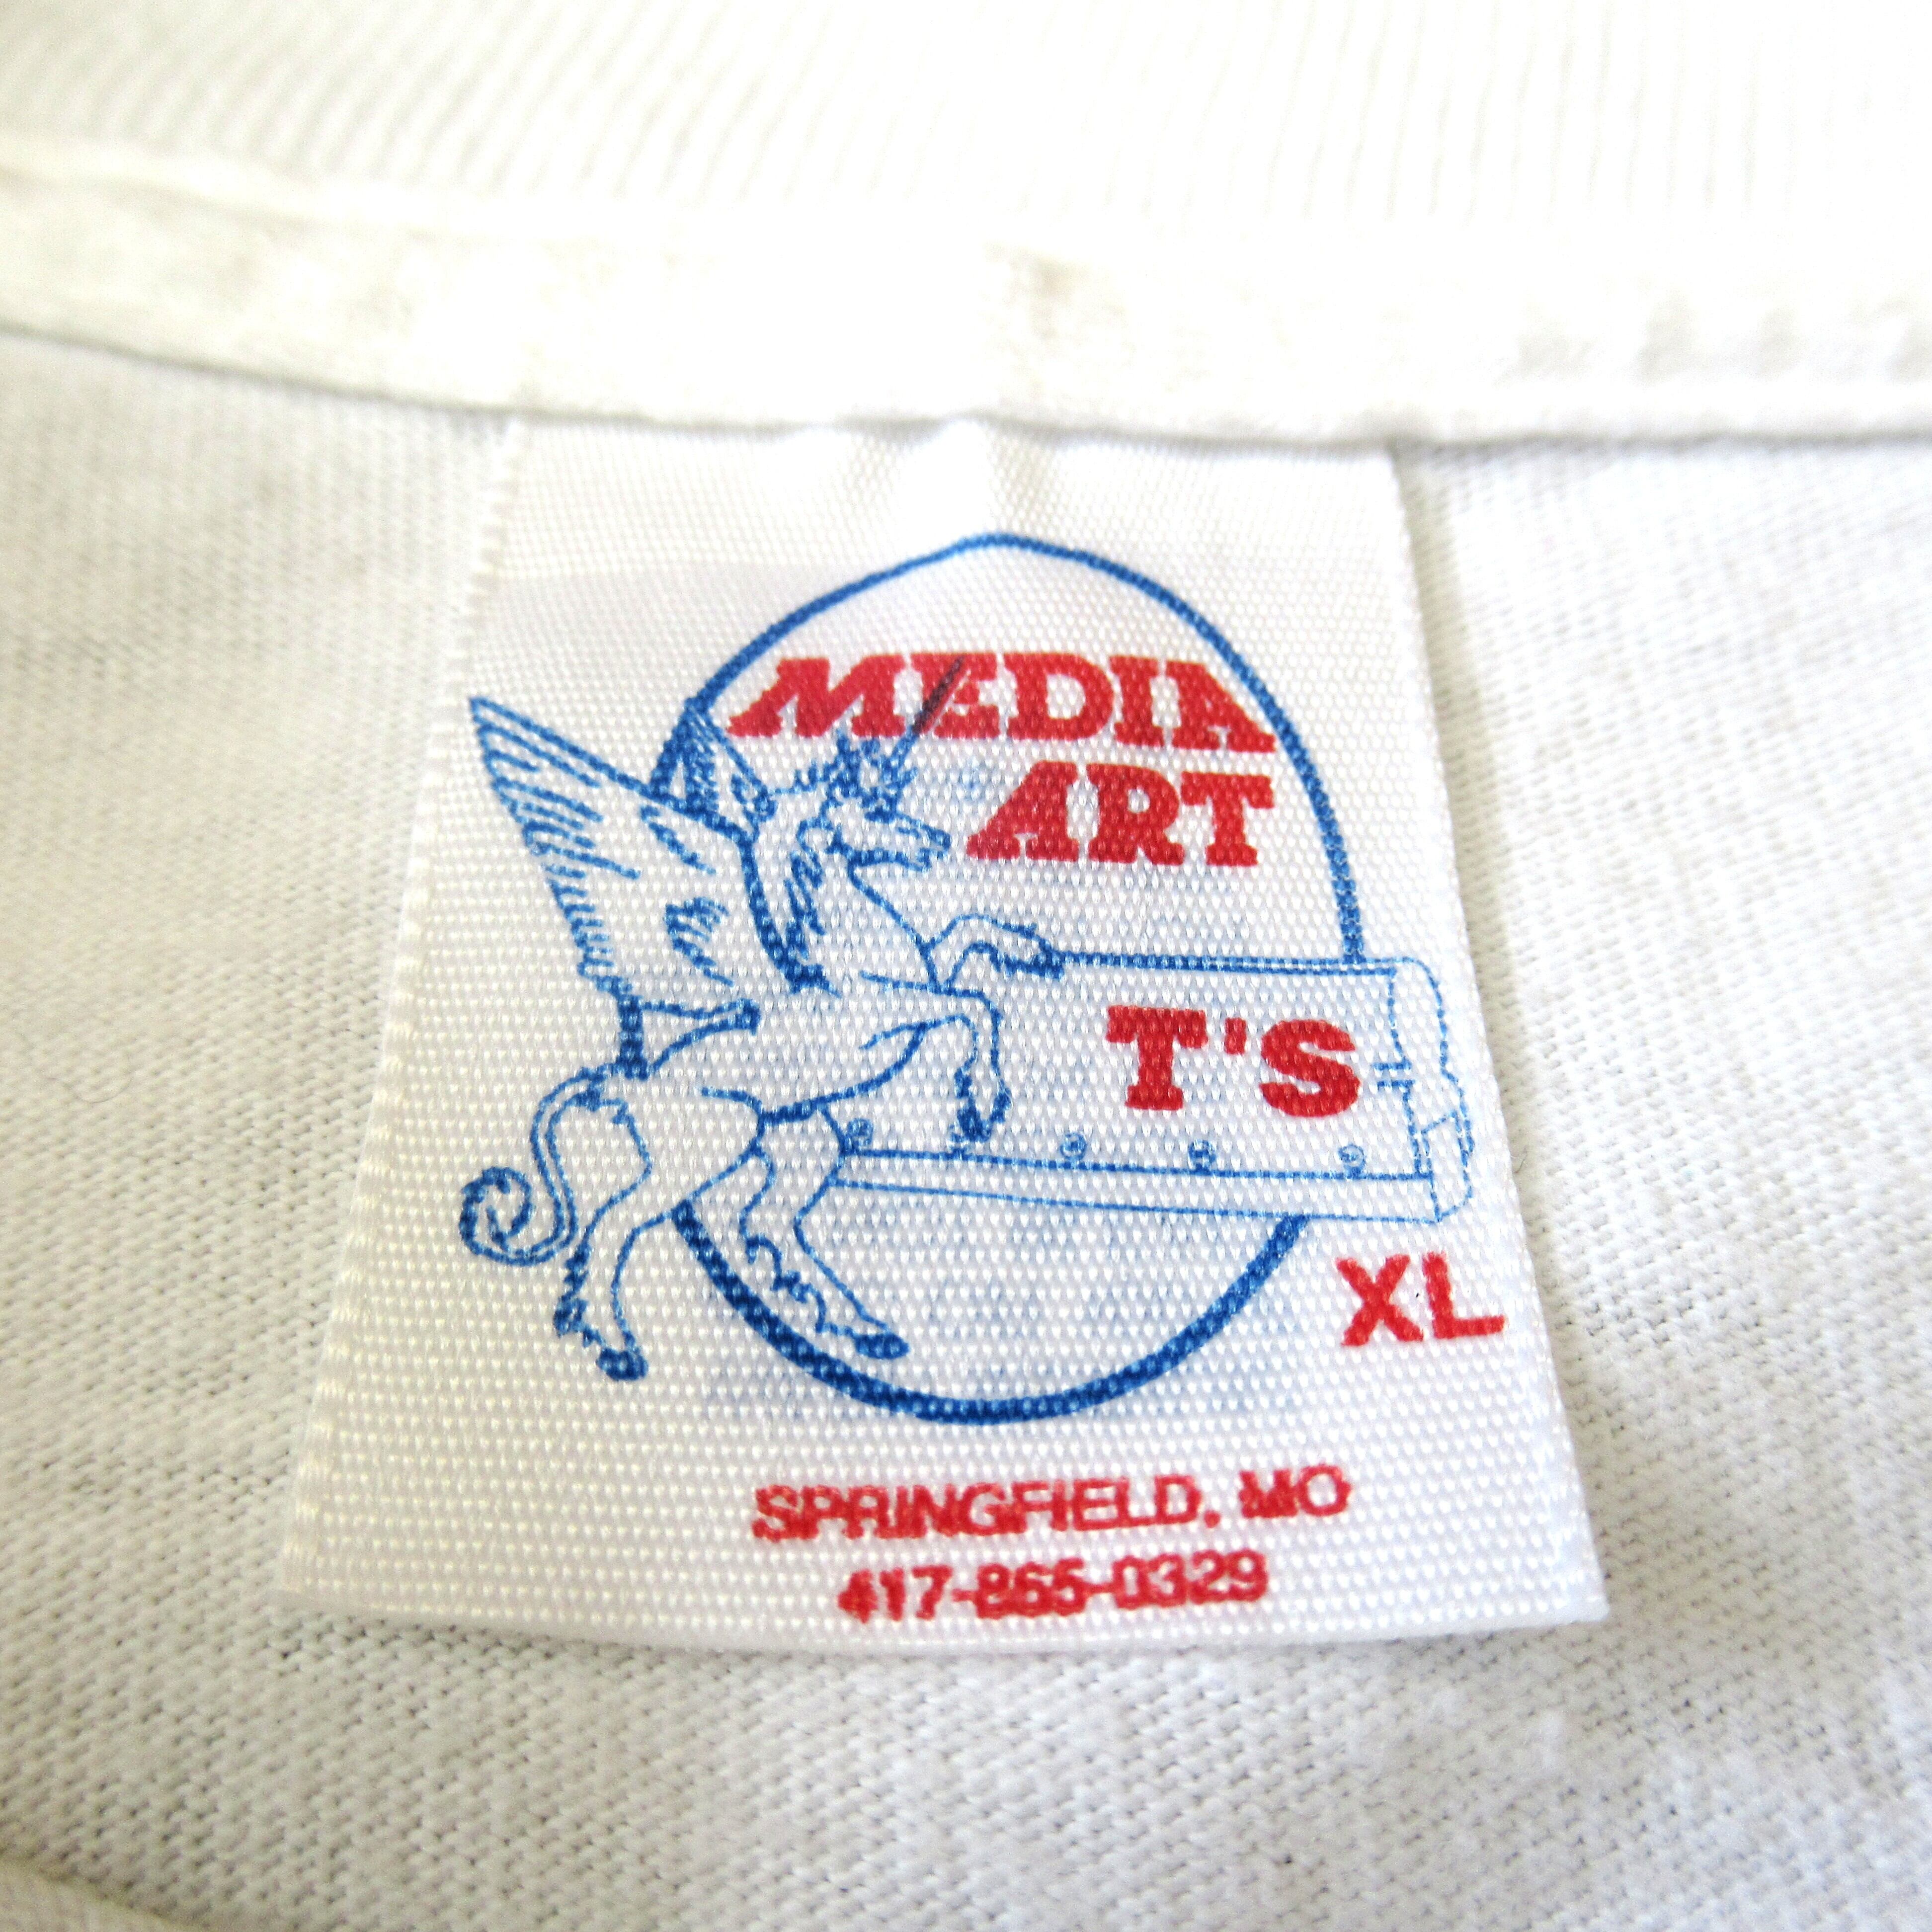 MEDIA
ART
T'S
XL
SPRINGFIELD, MO
417-865-0329